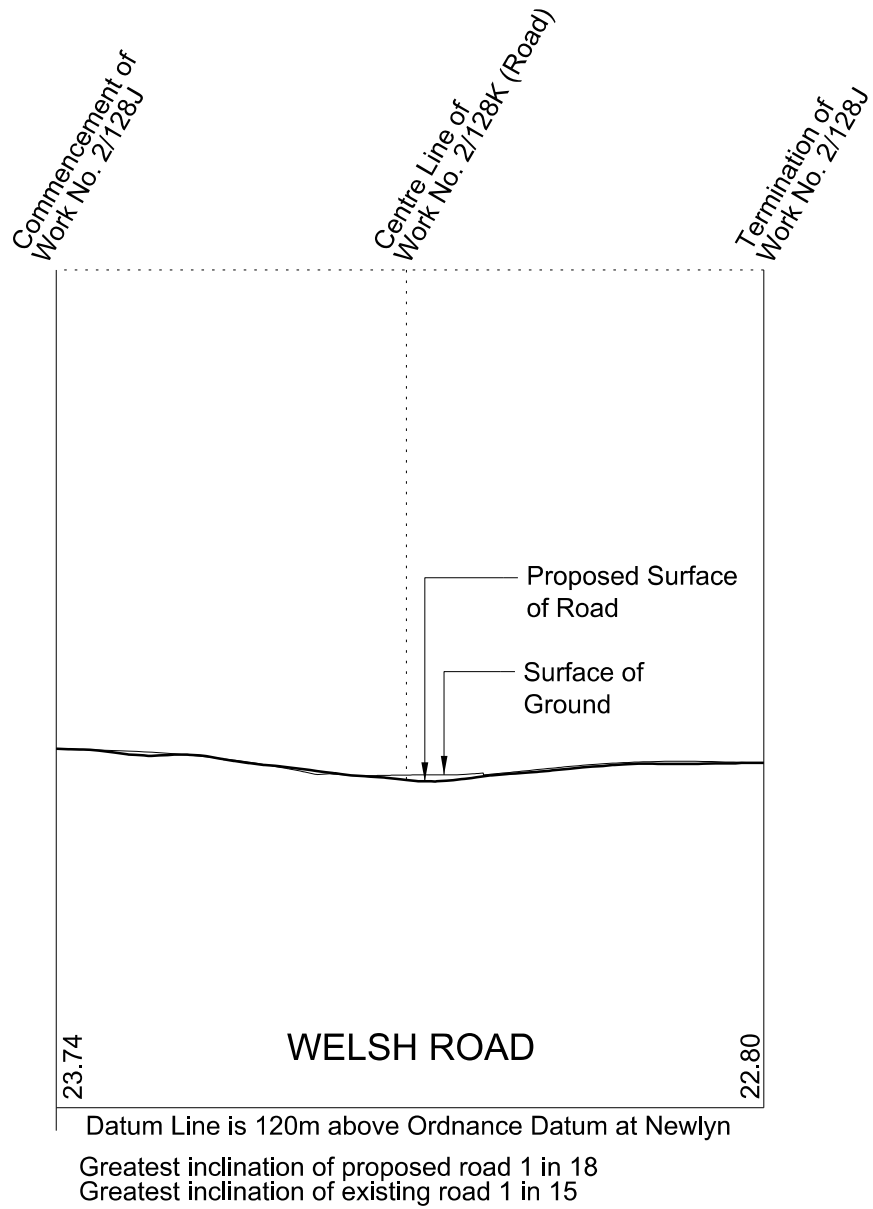 Commencement of
Work No. 2/128J
Centre Line of
Work No. 2/128K (Road)
Termination of
Work No. 2/128J
Proposed Surface
of Road
Surface of
Ground
23.74
WELSH ROAD
22.80
Datum Line is 120m above Ordnance Datum at Newlyn
Greatest inclination of proposed road 1 in 18
Greatest inclination of existing road 1 in 15